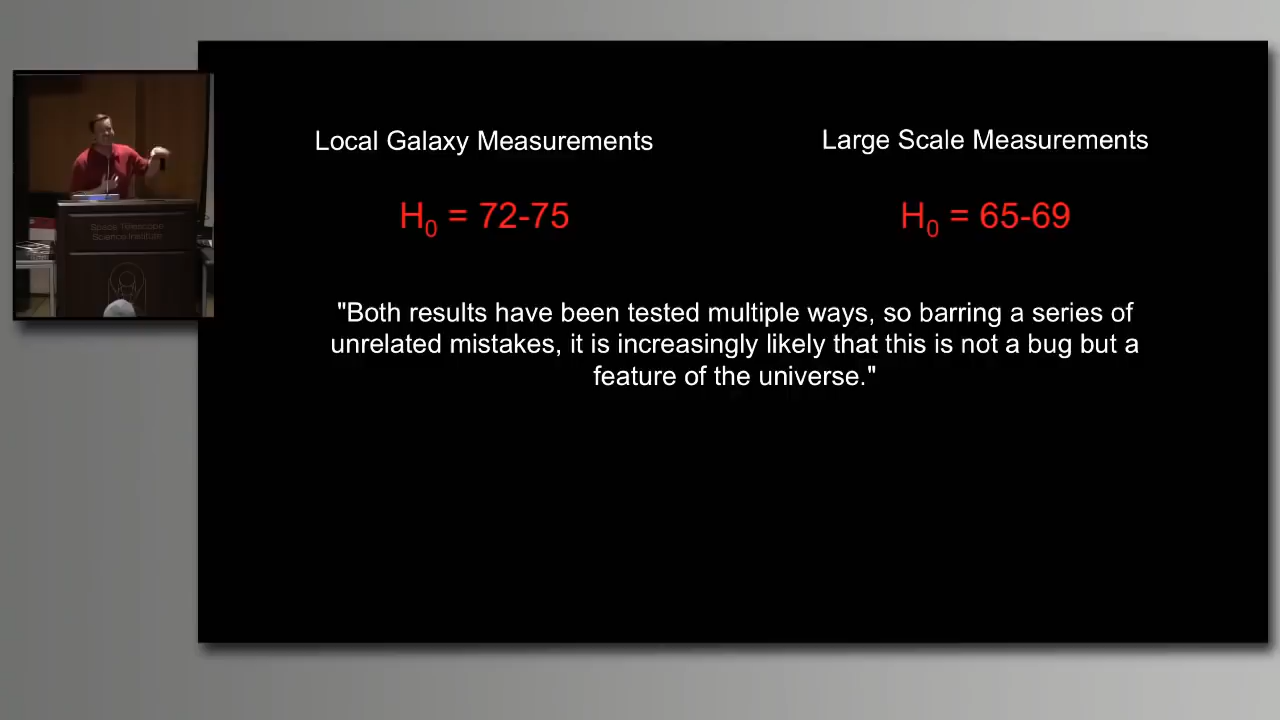 Local Galaxy Measurements
Large Scale Measurements
H₀ = 72-75
H₀ = 65-69
"Both results have been tested multiple ways, so barring a series of
unrelated mistakes, it is increasingly likely that this is not a bug but a
feature of the universe."
Space Telescope
Science Institute